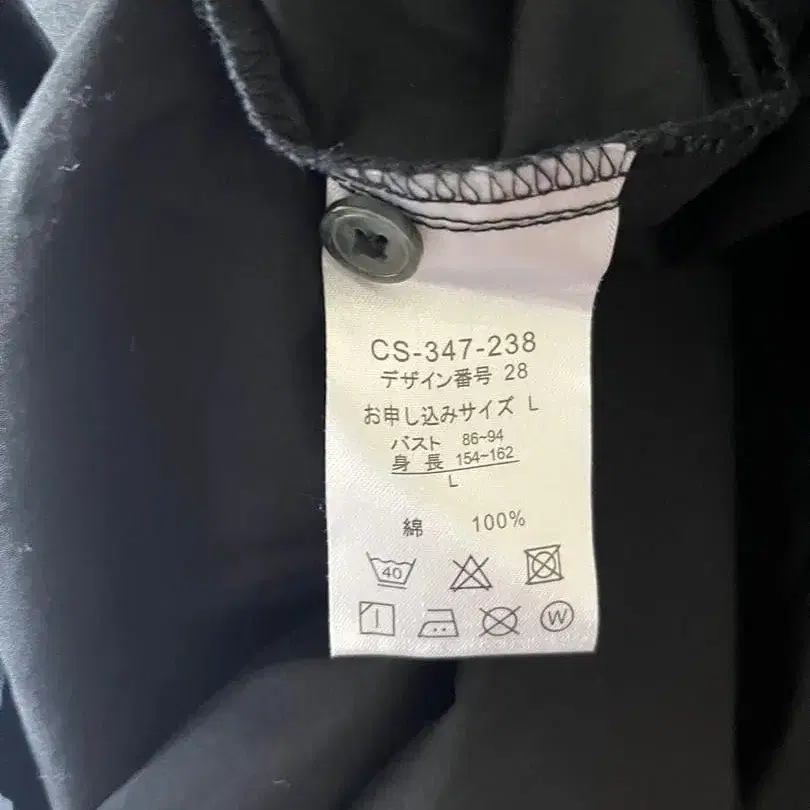 CS-347-238
デザイン番号 28
お申し込みサイズ L
バスト 86~94
身長 154~162
L
綿 100%
40
W